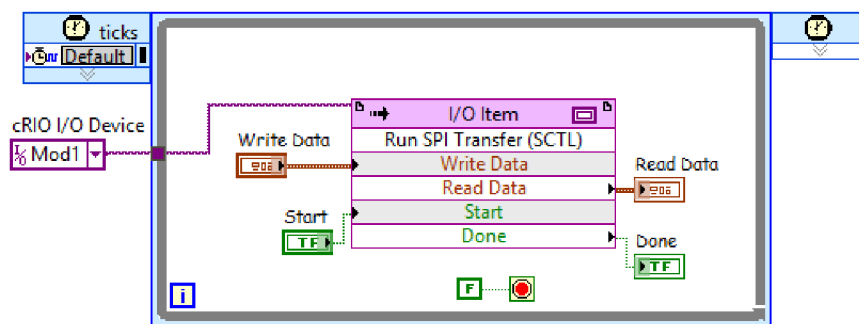 ticks
Default
cRIO I/O Device
I/O Mod1
I/O Item
Run SPI Transfer (SCTL)
Write Data
Write Data
Read Data
Read Data
Start
Start
TF
Done
Done
TF
F
i